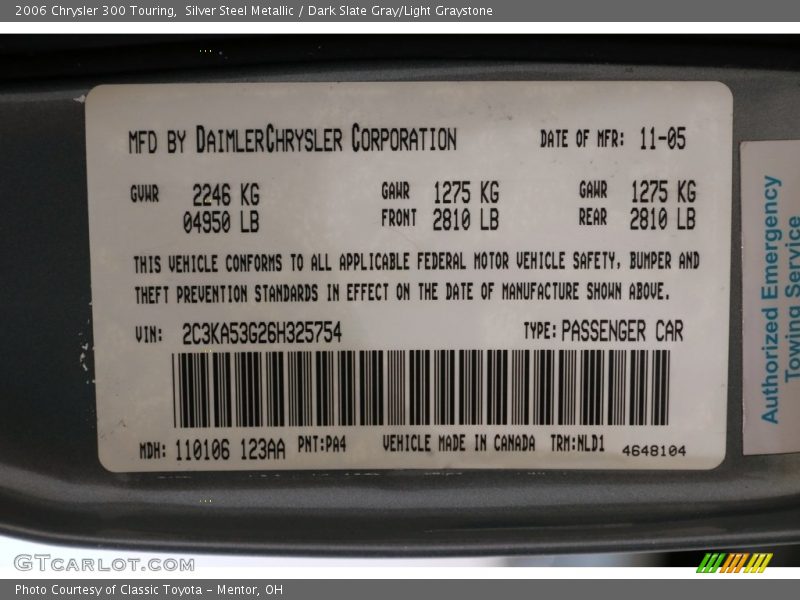 2006 Chrysler 300 Touring,  Silver Steel Metallic / Dark Slate Gray/Light Graystone
MFD BY DAIMLERCHRYSLER CORPORATION DATE OF MFR: 11-05
GVWR 2246 KG GAWR 1275 KG GAWR 1275 KG
04950 LB FRONT 2810 LB REAR 2810 LB
THIS VEHICLE CONFORMS TO ALL APPLICABLE FEDERAL MOTOR VEHICLE SAFETY, BUMPER AND
THEFT PREVENTION STANDARDS IN EFFECT ON THE DATE OF MANUFACTURE SHOWN ABOVE.
VIN: 2C3KA53G26H325754 TYPE: PASSENGER CAR
MDH: 110106 123AA PNT:PA4 VEHICLE MADE IN CANADA TRM:NLD1 4648104
Authorized Emergency
Towing Service
GTCARLOT.COM
Photo Courtesy of Classic Toyota - Mentor, OH